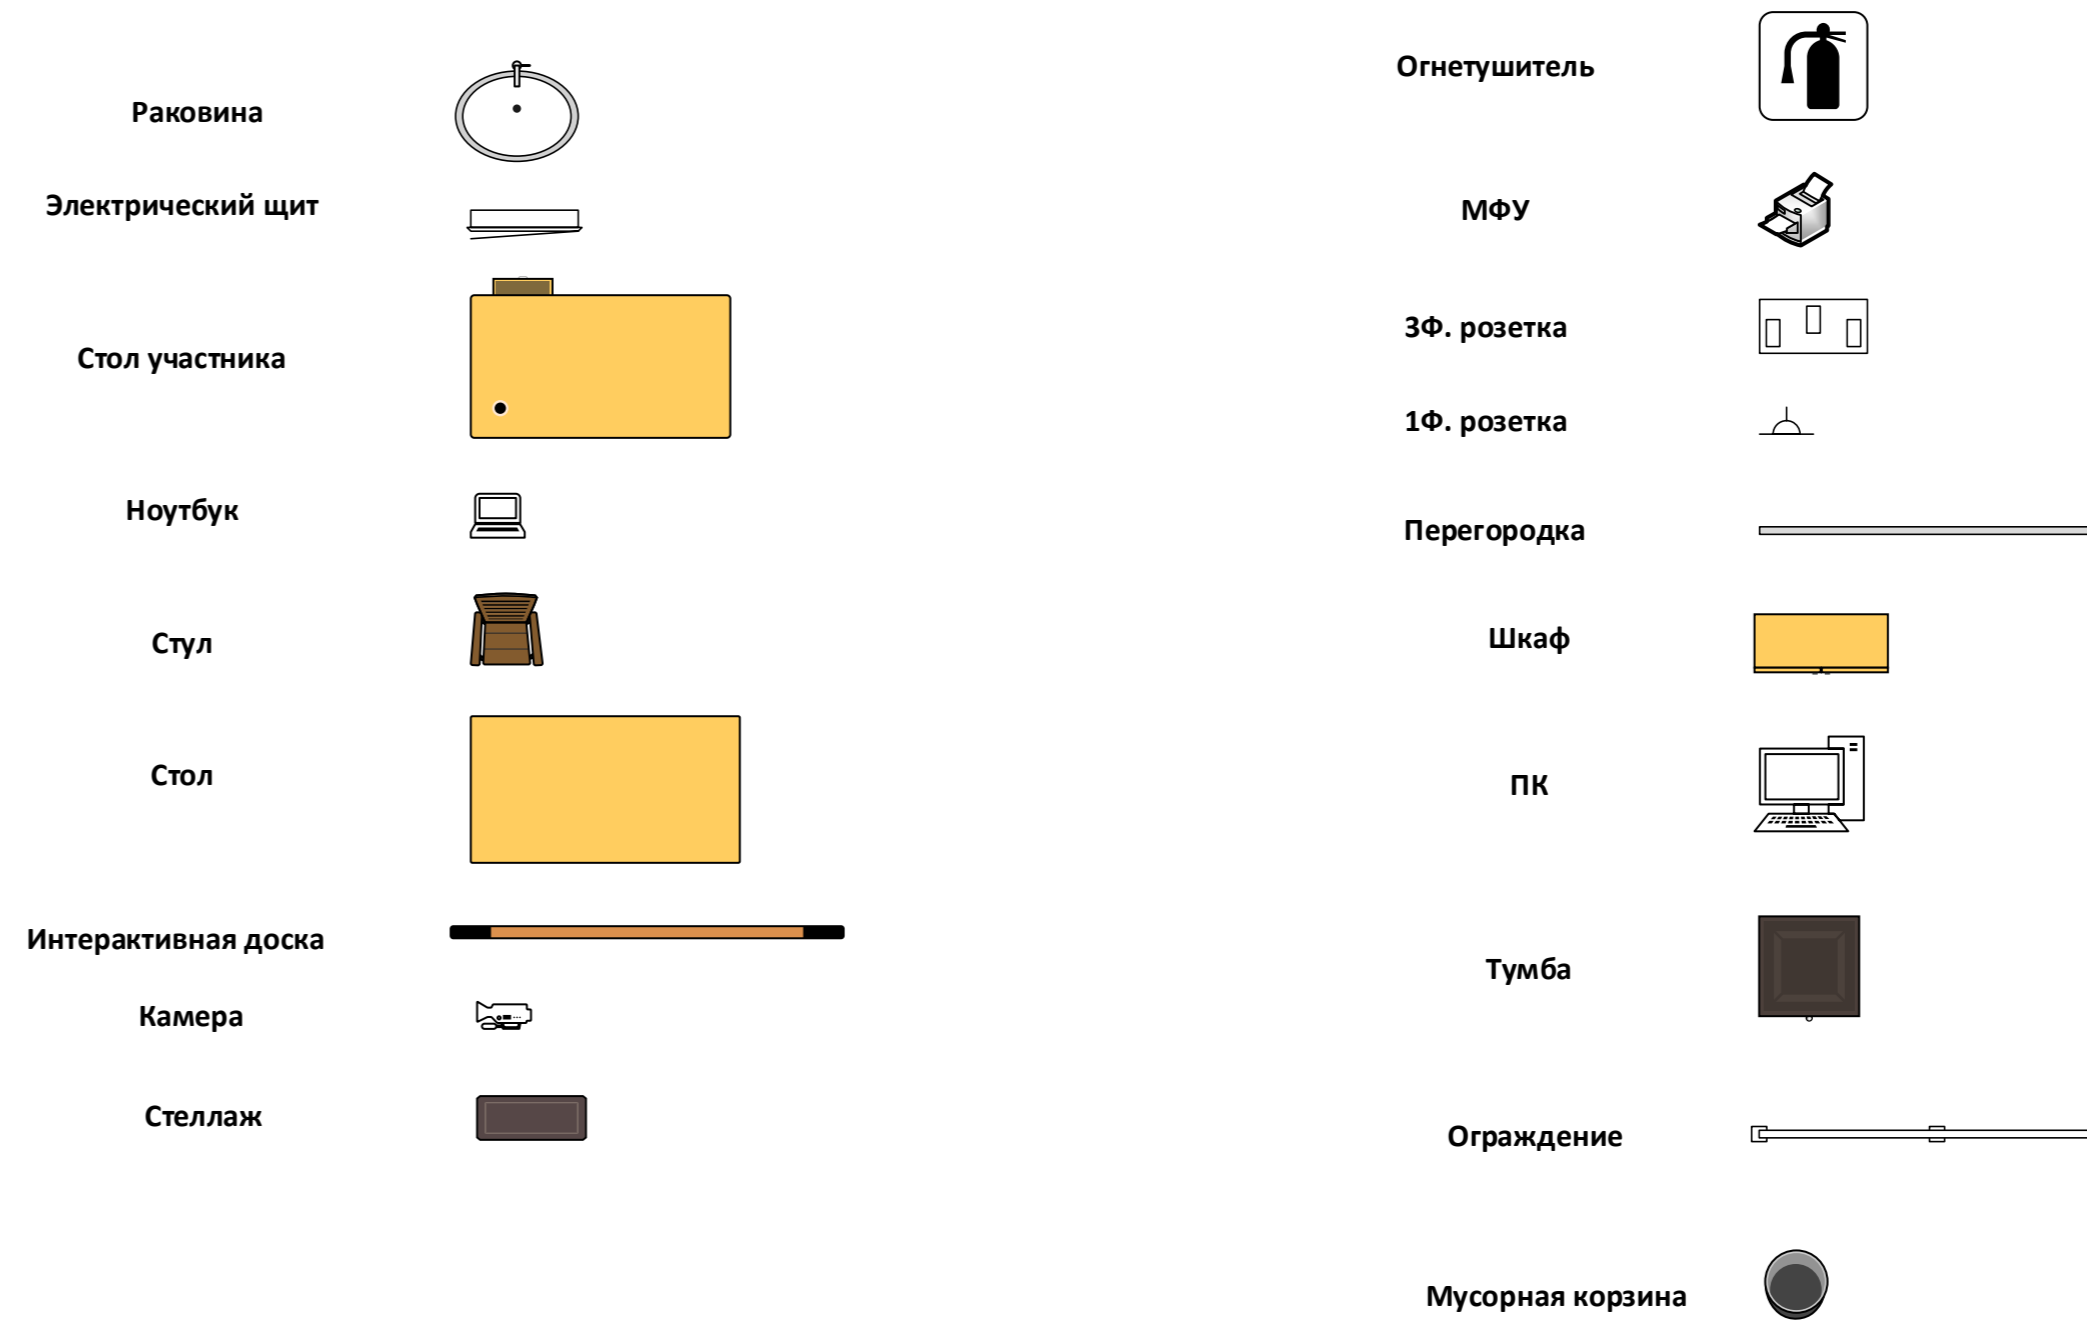 Раковина
Электрический щит
Стол участника
Ноутбук
Стул
Стол
Интерактивная доска
Камера
Стеллаж
Огнетушитель
МФУ
3Ф. розетка
1Ф. розетка
Перегородка
Шкаф
ПК
Тумба
Ограждение
Мусорная корзина